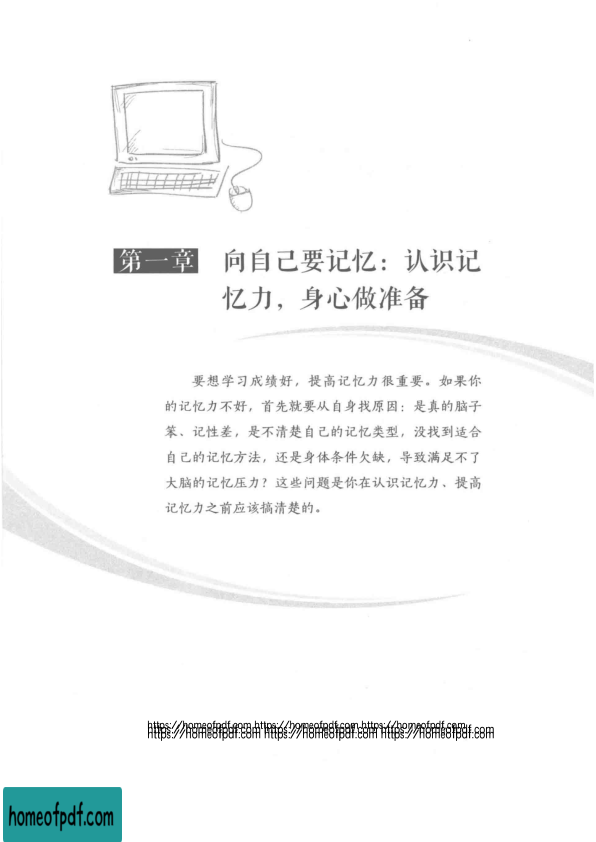 第一章 向自己要记忆：认识记
忆力，身心做准备
要想学习成绩好，提高记忆力很重要。如果你
的记忆力不好，首先就要从自身找原因：是真的脑子
笨、记性差，是不清楚自己的记忆类型，没找到适合
自己的记忆方法，还是身体条件欠缺，导致满足不了
大脑的记忆压力？这些问题是你在认识记忆力、提高
记忆力之前应该搞清楚的。
https://homeofpdf.com https://homeofpdf.com https://homeofpdf.com
https://homeofpdf.com https://homeofpdf.com https://homeofpdf.com
homeofpdf.com